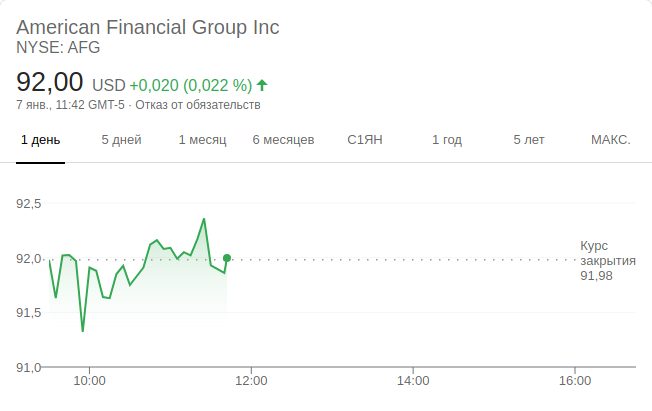 American Financial Group Inc
NYSE: AFG
92,00 USD +0,020 (0,022 %)
7 янв., 11:42 GMT-5 · Отказ от обязательств
1 день 5 дней 1 месяц 6 месяцев С1ЯН 1 год 5 лет МАКС.
92,5
Курс
92,0 закрытия
91,98
91,5
91,0
10:00 12:00 14:00 16:00